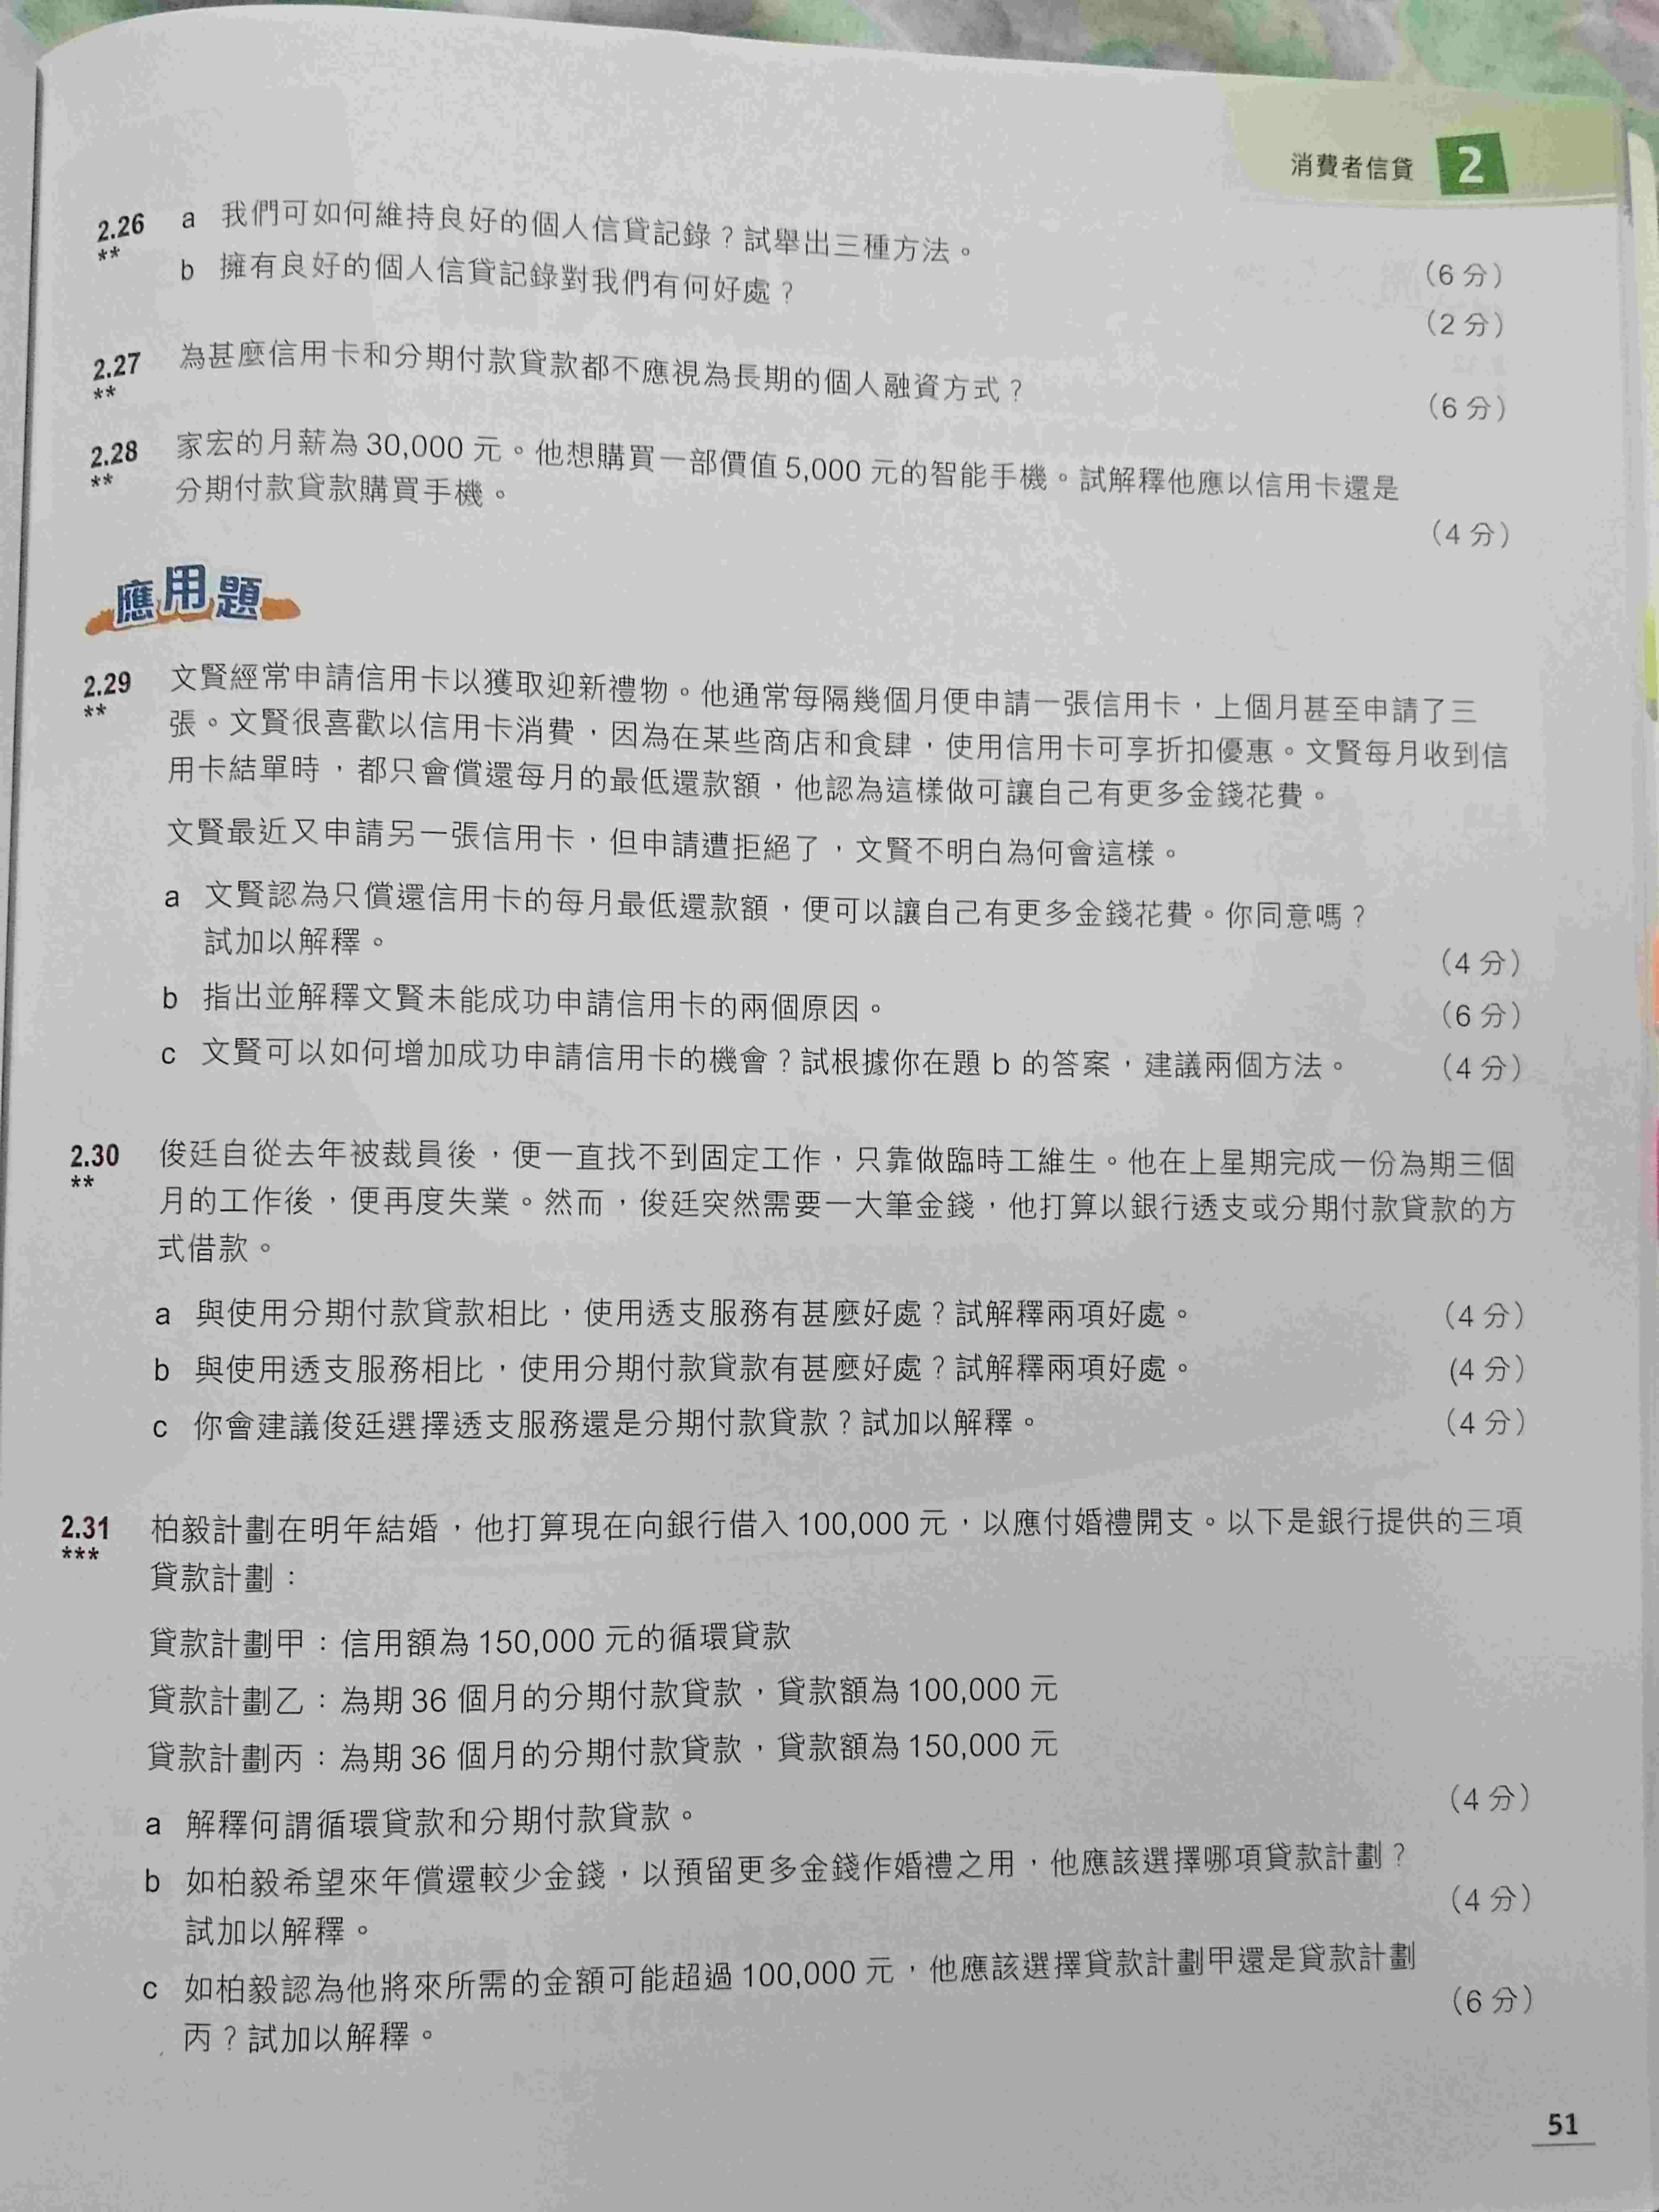 消費者信貸 2
2.26 a 我們可如何維持良好的個人信貸記錄？試舉出三種方法。 （6 分）
**
b 擁有良好的個人信貸記錄對我們有何好處？ （2 分）
2.27 為甚麼信用卡和分期付款貸款都不應視為長期的個人融資方式？ （6 分）
**
2.28 家宏的月薪為 30,000 元。他想購買一部價值 5,000 元的智能手機。試解釋他應以信用卡還是
**
分期付款貸款購買手機。 （4 分）
應用題
2.29 文賢經常申請信用卡以獲取迎新禮物。他通常每隔幾個月便申請一張信用卡，上個月甚至申請了三
**
張。文賢很喜歡以信用卡消費，因為在某些商店和食肆，使用信用卡可享折扣優惠。文賢每月收到信
用卡結單時，都只會償還每月的最低還款額，他認為這樣做可讓自己有更多金錢花費。
文賢最近又申請另一張信用卡，但申請遭拒絕了，文賢不明白為何會這樣。
a 文賢認為只償還信用卡的每月最低還款額，便可以讓自己有更多金錢花費。你同意嗎？
試加以解釋。 （4 分）
b 指出並解釋文賢未能成功申請信用卡的兩個原因。 （6 分）
c 文賢可以如何增加成功申請信用卡的機會？試根據你在題 b 的答案，建議兩個方法。 （4 分）
2.30 俊廷自從去年被裁員後，便一直找不到固定工作，只靠做臨時工維生。他在上星期完成一份為期三個
**
月的工作後，便再度失業。然而，俊廷突然需要一大筆金錢，他打算以銀行透支或分期付款貸款的方
式借款。
a 與使用分期付款貸款相比，使用透支服務有甚麼好處？試解釋兩項好處。 （4 分）
b 與使用透支服務相比，使用分期付款貸款有甚麼好處？試解釋兩項好處。 （4 分）
c 你會建議俊廷選擇透支服務還是分期付款貸款？試加以解釋。 （4 分）
2.31 柏毅計劃在明年結婚，他打算現在向銀行借入 100,000 元，以應付婚禮開支。以下是銀行提供的三項
***
貸款計劃：
貸款計劃甲：信用額為 150,000 元的循環貸款
貸款計劃乙：為期 36 個月的分期付款貸款，貸款額為 100,000 元
貸款計劃丙：為期 36 個月的分期付款貸款，貸款額為 150,000 元
a 解釋何謂循環貸款和分期付款貸款。 （4 分）
b 如柏毅希望來年償還較少金錢，以預留更多金錢作婚禮之用，他應該選擇哪項貸款計劃？
試加以解釋。 （4 分）
c 如柏毅認為他將來所需的金額可能超過 100,000 元，他應該選擇貸款計劃甲還是貸款計劃
丙？試加以解釋。 （6 分）
51